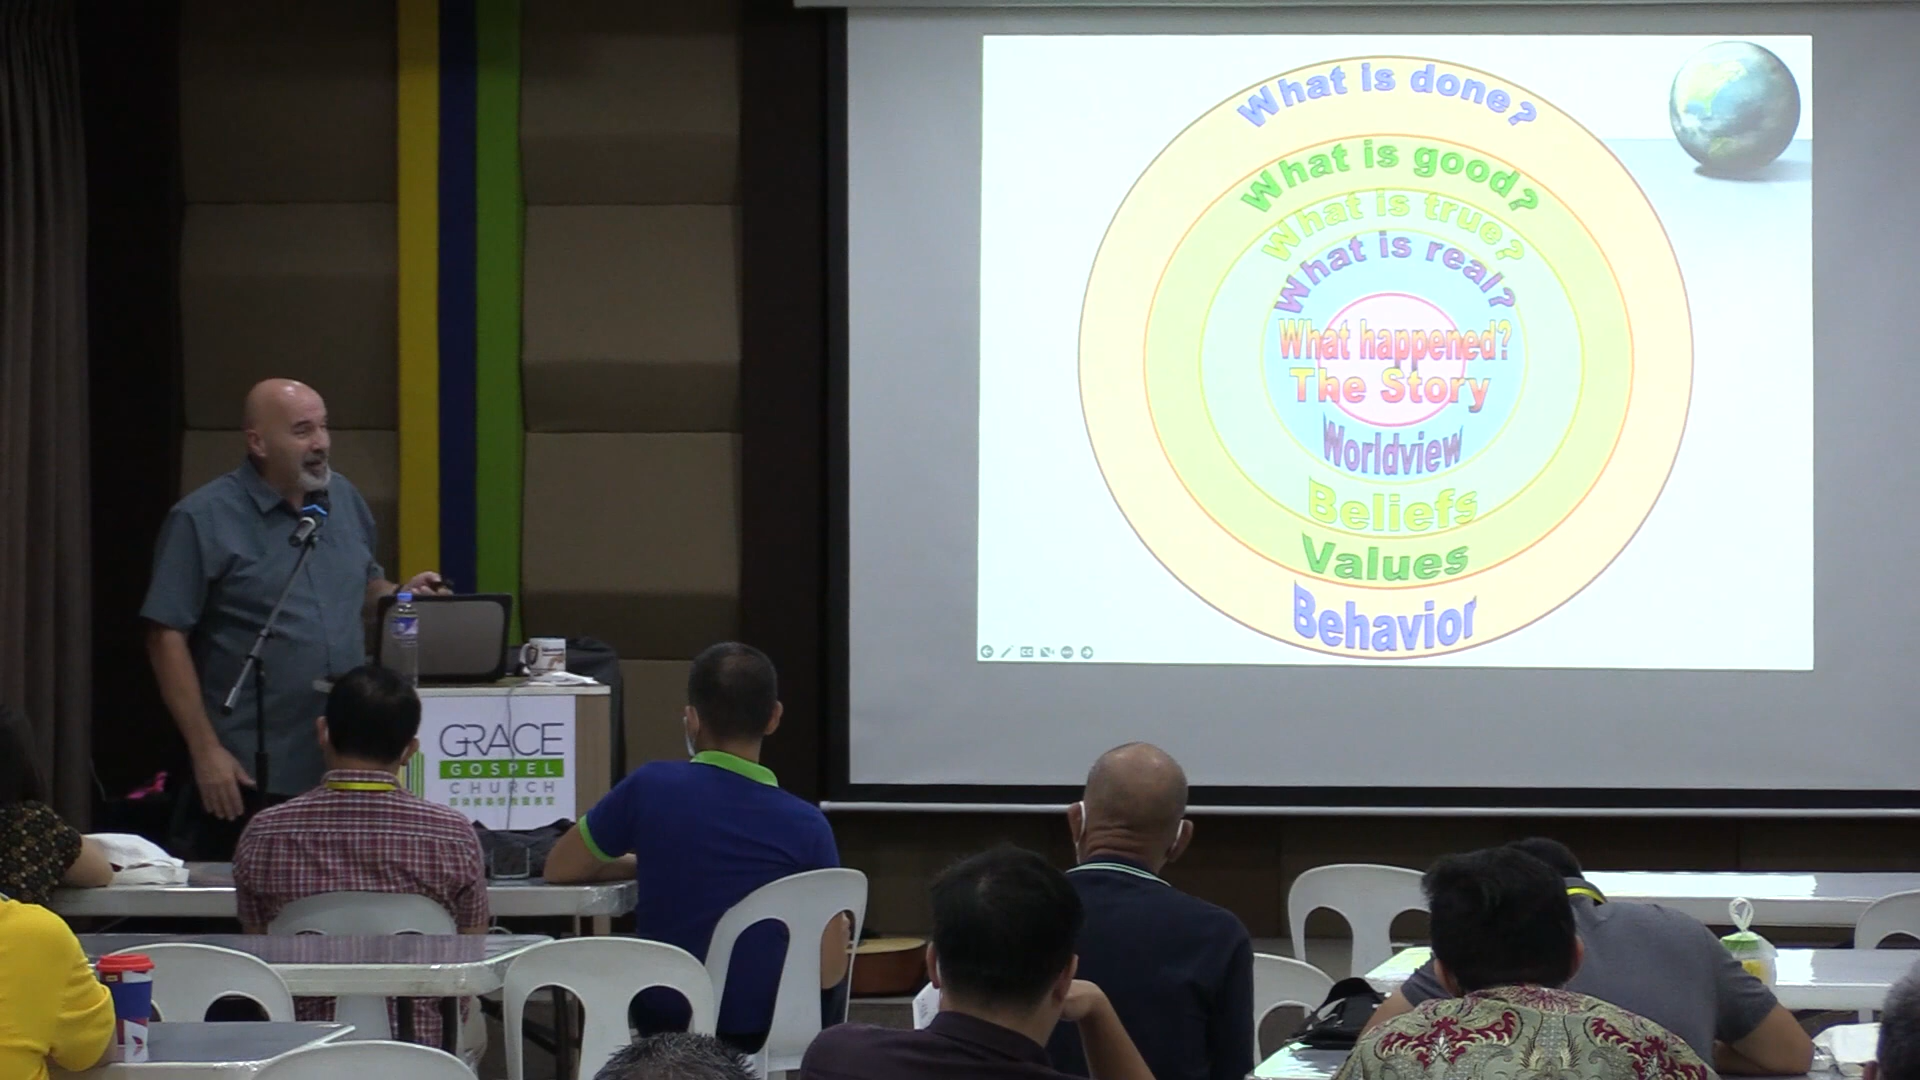 What is done?
What is good?
What is true?
What is real?
What happened?
The Story
Worldview
Beliefs
Values
Behavior
GRACE
GOSPEL
CHURCH